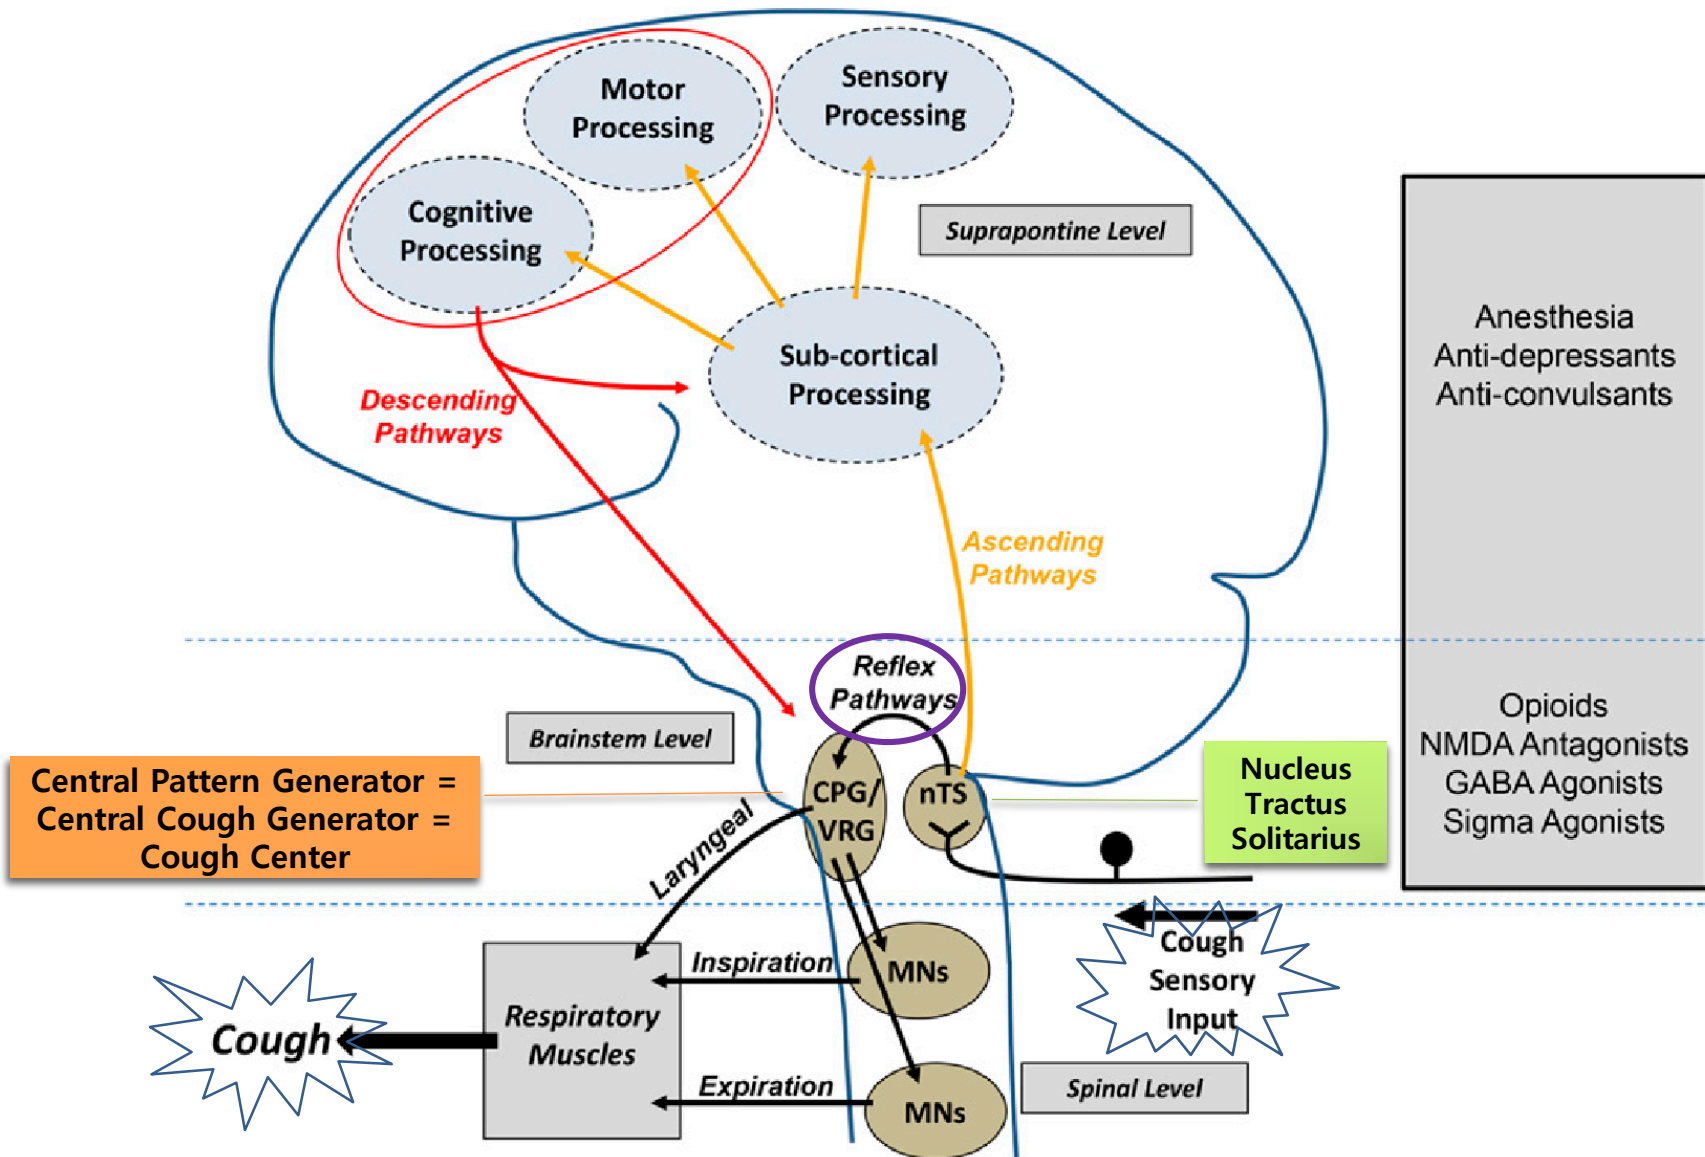 Motor
Processing
Sensory
Processing
Cognitive
Processing
Suprapontine Level
Sub-cortical
Processing
Descending
Pathways
Ascending
Pathways
Anesthesia
Anti-depressants
Anti-convulsants
Reflex
Pathways
Brainstem Level
Opioids
NMDA Antagonists
GABA Agonists
Sigma Agonists
Central Pattern Generator =
Central Cough Generator =
Cough Center
CPG/
VRG
nTS
Nucleus
Tractus
Solitarius
Laryngeal
Cough
Sensory
Input
Inspiration
MNs
Respiratory
Muscles
Cough
Expiration
MNs
Spinal Level